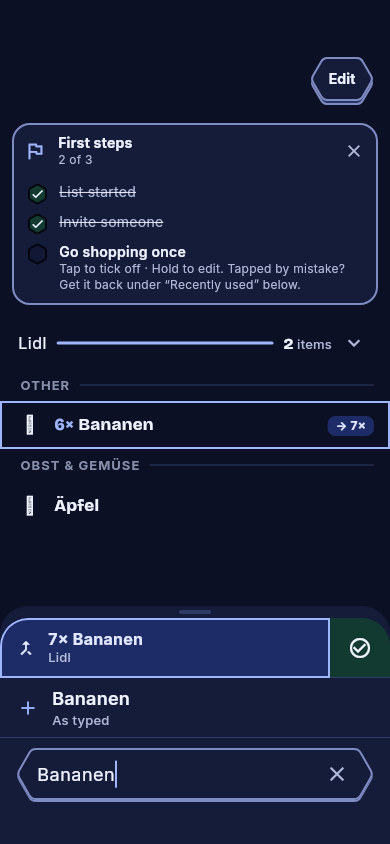 Edit
First steps
2 of 3
List started
Invite someone
Go shopping once
Tap to tick off · Hold to edit. Tapped by mistake?
Get it back under “Recently used” below.
Lidl 2 items
OTHER
6× Bananen → 7×
OBST & GEMÜSE
Äpfel
7× Bananen
Lidl
Bananen
As typed
Bananen